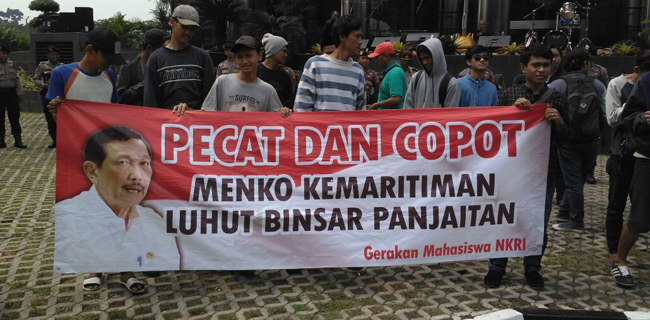 PECAT DAN COPOT
MENKO KEMARITIMAN
LUHUT BINSAR PANJAITAN
Gerakan Mahasiswa NKRI